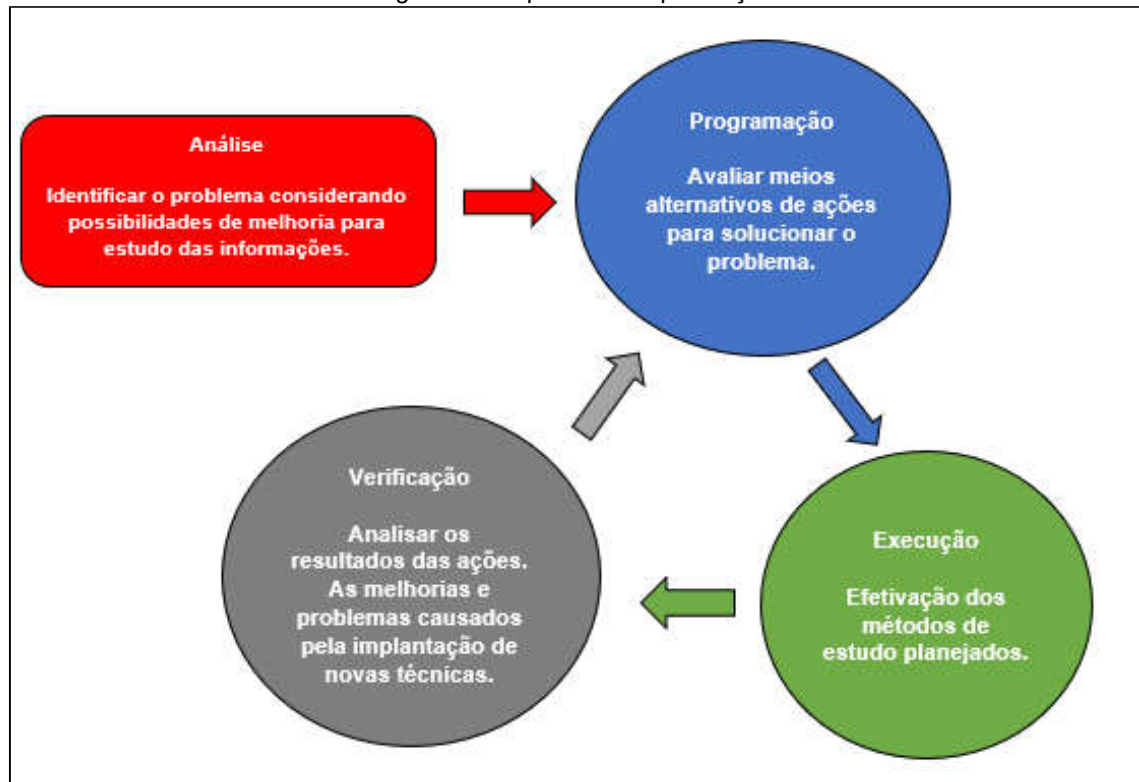 Análise
Identificar o problema considerando
possibilidades de melhoria para
estudo das informações.
Programação
Avaliar meios
alternativos de ações
para solucionar o
problema.
Execução
Efetivação dos
métodos de
estudo planejados.
Verificação
Analisar os
resultados das ações.
As melhorias e
problemas causados
pela implantação de
novas técnicas.